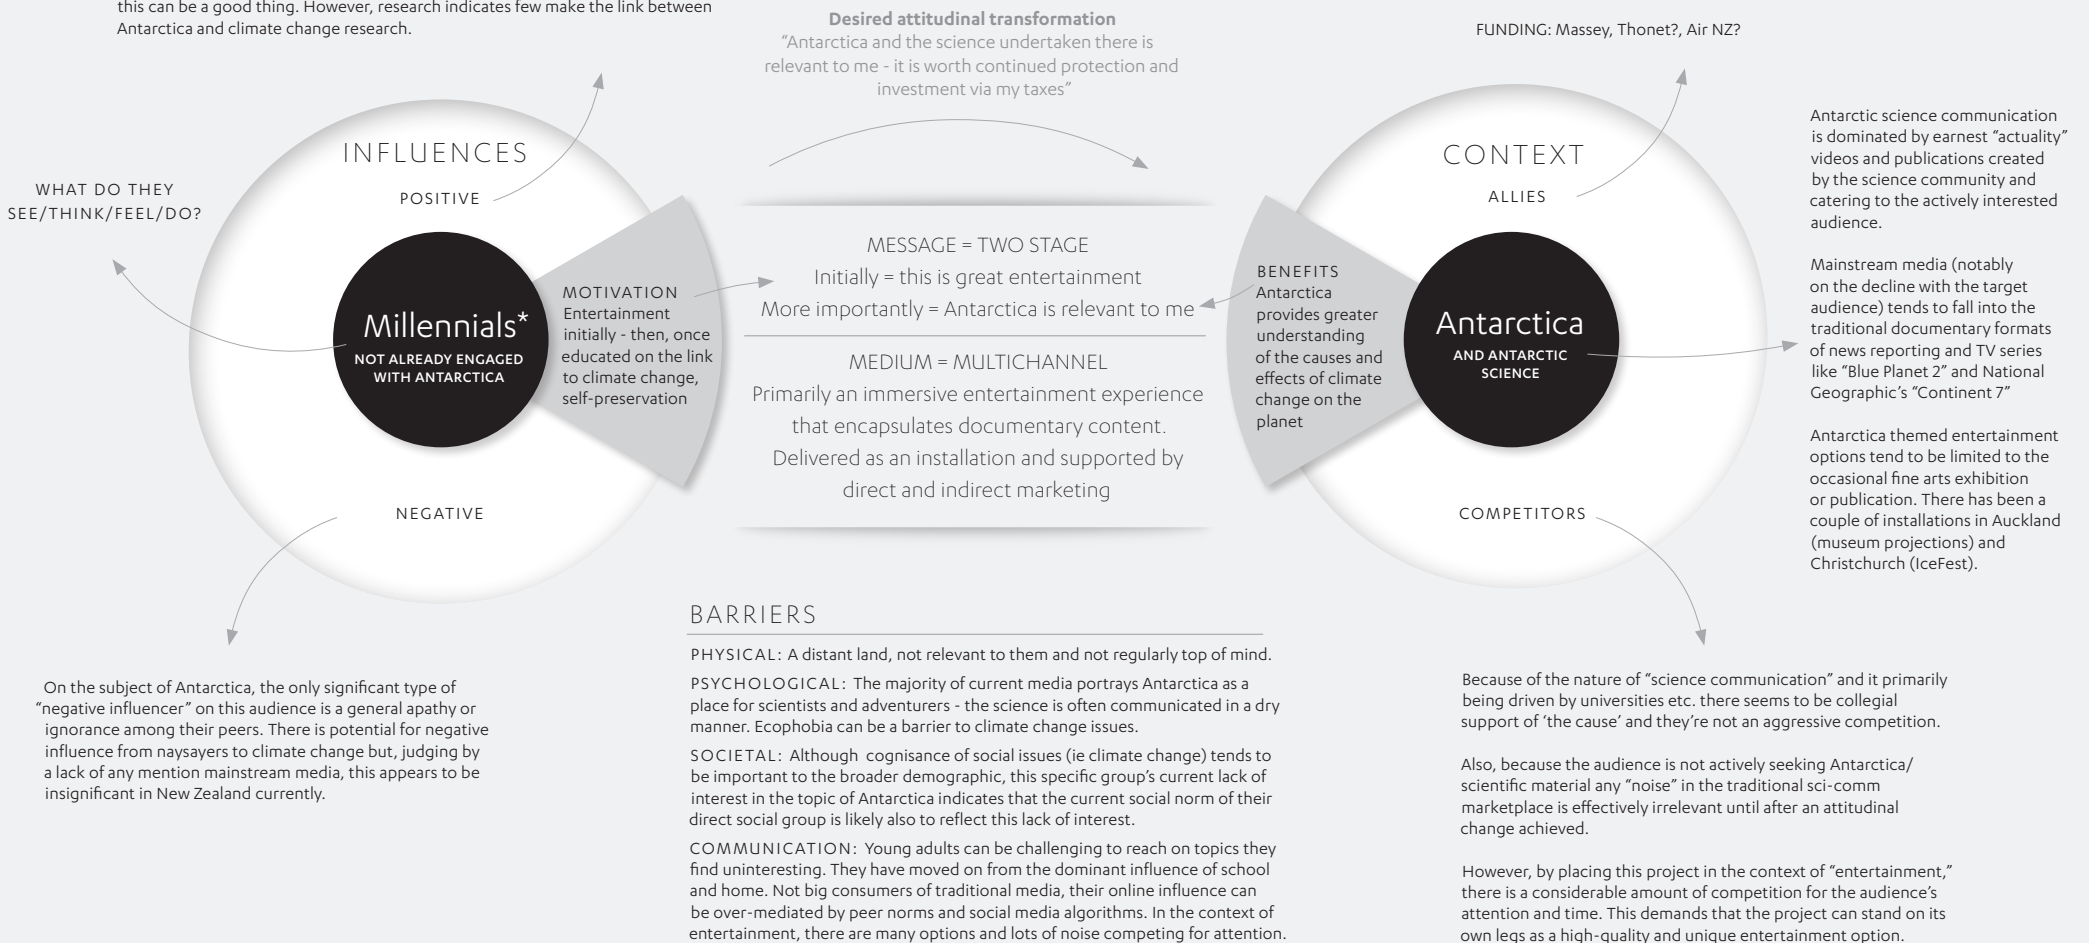 this can be a good thing. However, research indicates few make the link between
Antarctica and climate change research.
Desired attitudinal transformation
“Antarctica and the science undertaken there is
relevant to me - it is worth continued protection and
investment via my taxes”
FUNDING: Massey, Thonet?, Air NZ?
WHAT DO THEY
SEE/THINK/FEEL/DO?
INFLUENCES
POSITIVE
Millennials*
NOT ALREADY ENGAGED
WITH ANTARCTICA
MOTIVATION
Entertainment
initially - then, once
educated on the link
to climate change,
self-preservation
NEGATIVE
MESSAGE = TWO STAGE
Initially = this is great entertainment
More importantly = Antarctica is relevant to me
MEDIUM = MULTICHANNEL
Primarily an immersive entertainment experience
that encapsulates documentary content.
Delivered as an installation and supported by
direct and indirect marketing
BENEFITS
Antarctica
provides greater
understanding
of the causes and
effects of climate
change on the
planet
CONTEXT
ALLIES
Antarctica
AND ANTARCTIC
SCIENCE
COMPETITORS
Antarctic science communication
is dominated by earnest “actuality”
videos and publications created
by the science community and
catering to the actively interested
audience.
Mainstream media (notably
on the decline with the target
audience) tends to fall into the
traditional documentary formats
of news reporting and TV series
like “Blue Planet 2” and National
Geographic’s “Continent 7”
Antarctica themed entertainment
options tend to be limited to the
occasional fine arts exhibition
or publication. There has been a
couple of installations in Auckland
(museum projections) and
Christchurch (IceFest).
On the subject of Antarctica, the only significant type of
“negative influencer” on this audience is a general apathy or
ignorance among their peers. There is potential for negative
influence from naysayers to climate change but, judging by
a lack of any mention mainstream media, this appears to be
insignificant in New Zealand currently.
BARRIERS
PHYSICAL: A distant land, not relevant to them and not regularly top of mind.
PSYCHOLOGICAL: The majority of current media portrays Antarctica as a
place for scientists and adventurers - the science is often communicated in a dry
manner. Ecophobia can be a barrier to climate change issues.
SOCIETAL: Although cognisance of social issues (ie climate change) tends to
be important to the broader demographic, this specific group’s current lack of
interest in the topic of Antarctica indicates that the current social norm of their
direct social group is likely also to reflect this lack of interest.
COMMUNICATION: Young adults can be challenging to reach on topics they
find uninteresting. They have moved on from the dominant influence of school
and home. Not big consumers of traditional media, their online influence can
be over-mediated by peer norms and social media algorithms. In the context of
entertainment, there are many options and lots of noise competing for attention.
Because of the nature of “science communication” and it primarily
being driven by universities etc. there seems to be collegial
support of ‘the cause’ and they’re not an aggressive competition.
Also, because the audience is not actively seeking Antarctica/
scientific material any “noise” in the traditional sci-comm
marketplace is effectively irrelevant until after an attitudinal
change achieved.
However, by placing this project in the context of “entertainment,”
there is a considerable amount of competition for the audience’s
attention and time. This demands that the project can stand on its
own legs as a high-quality and unique entertainment option.